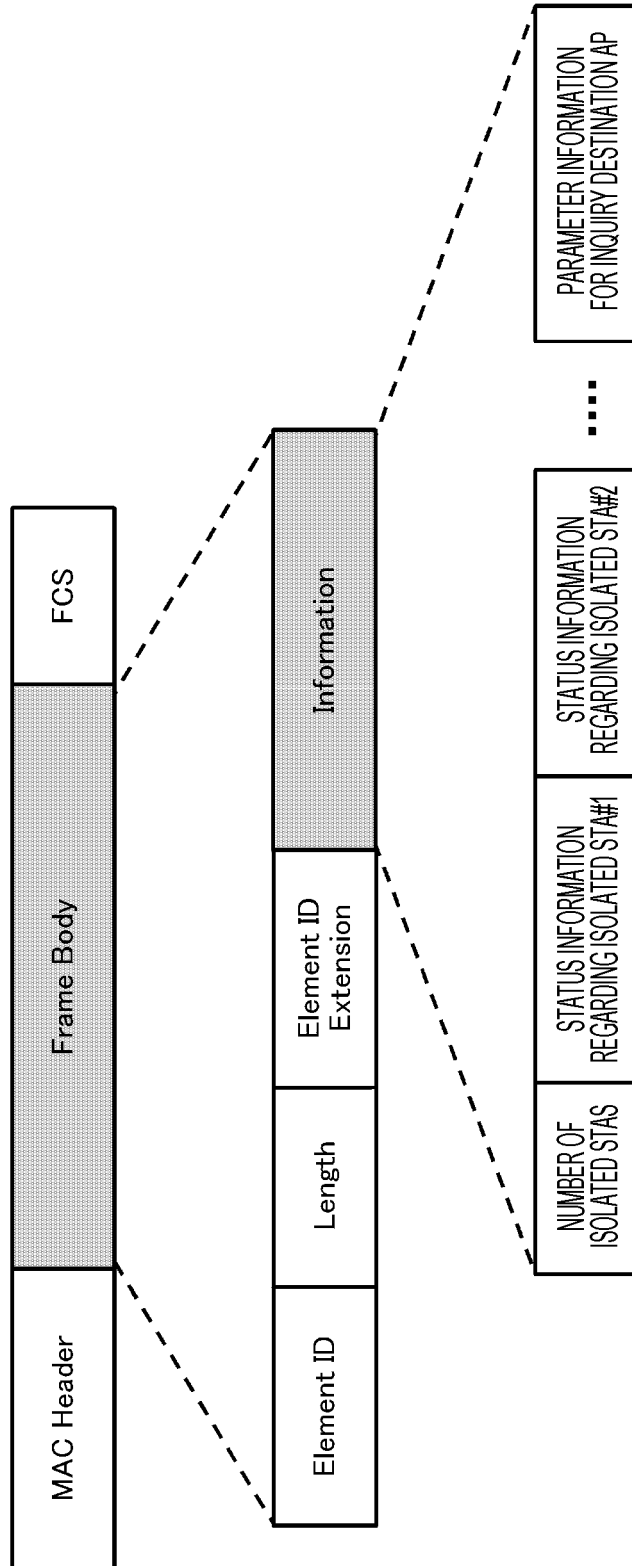 MAC Header
Frame Body
FCS
Element ID
Length
Element ID
Extension
Information
NUMBER OF
ISOLATED STAS
STATUS INFORMATION
REGARDING ISOLATED STA#1
STATUS INFORMATION
REGARDING ISOLATED STA#2
....
PARAMETER INFORMATION
FOR INQUIRY DESTINATION AP